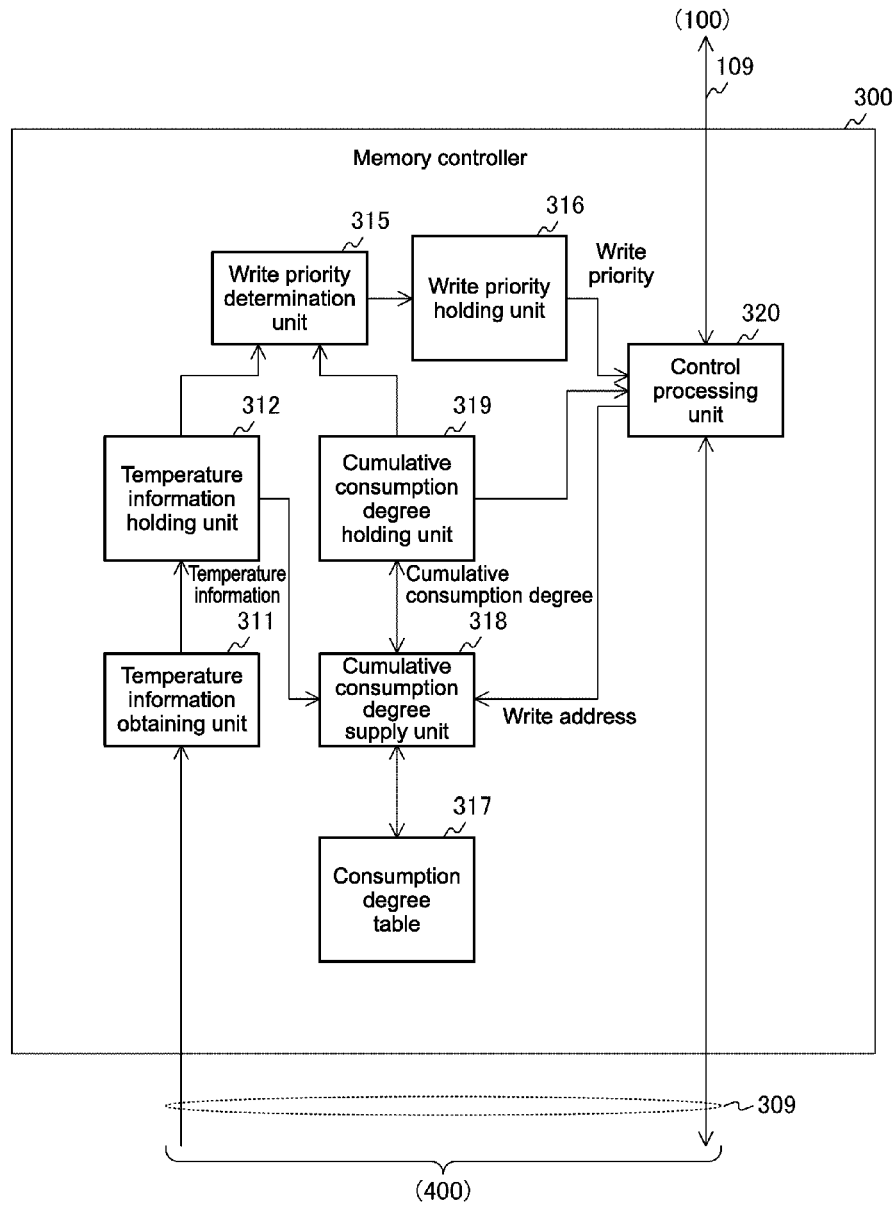 (100)
109
300
Memory controller
315
316
Write priority
determination
unit
Write priority
holding unit
Write
priority
320
Control
processing
unit
312
319
Temperature
information
holding unit
Cumulative
consumption
degree
holding unit
Temperature
information
Cumulative
consumption degree
311
318
Temperature
information
obtaining unit
Cumulative
consumption
degree
supply unit
Write address
317
Consumption
degree
table
309
(400)